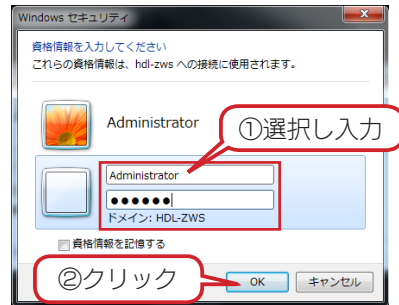 Windows セキュリティ
資格情報を入力してください
これらの資格情報は、hdl-zws への接続に使用されます。
Administrator
①選択し入力
Administrator
●●●●●●
ドメイン: HDL-ZWS
資格情報を記憶する
②クリック
OK
キャンセル